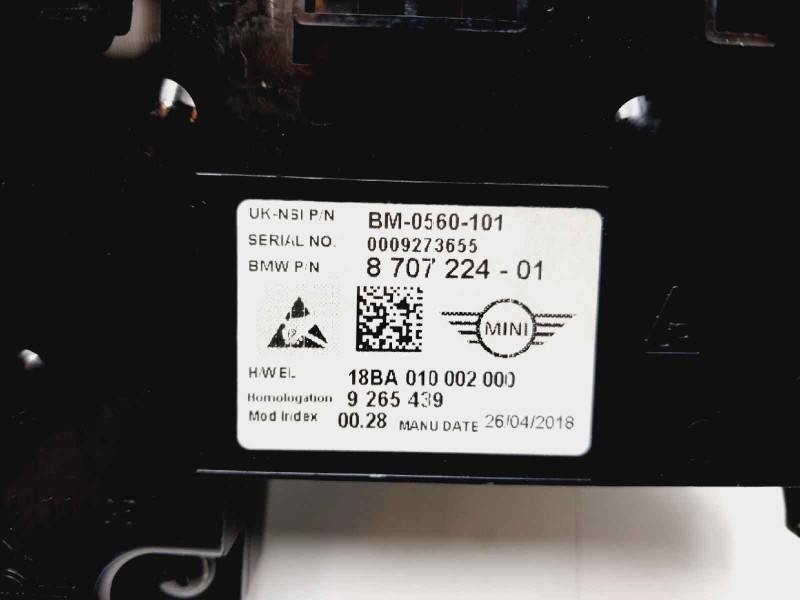 UK-NSI P/N BM-0560-101
SERIAL NO. 0009273655
BMW P/N 8 707 224 - 01
MINI
H/W EL 18BA 010 002 000
Homologation 9 265 439
Mod Index 00.28 MANU DATE 26/04/2018